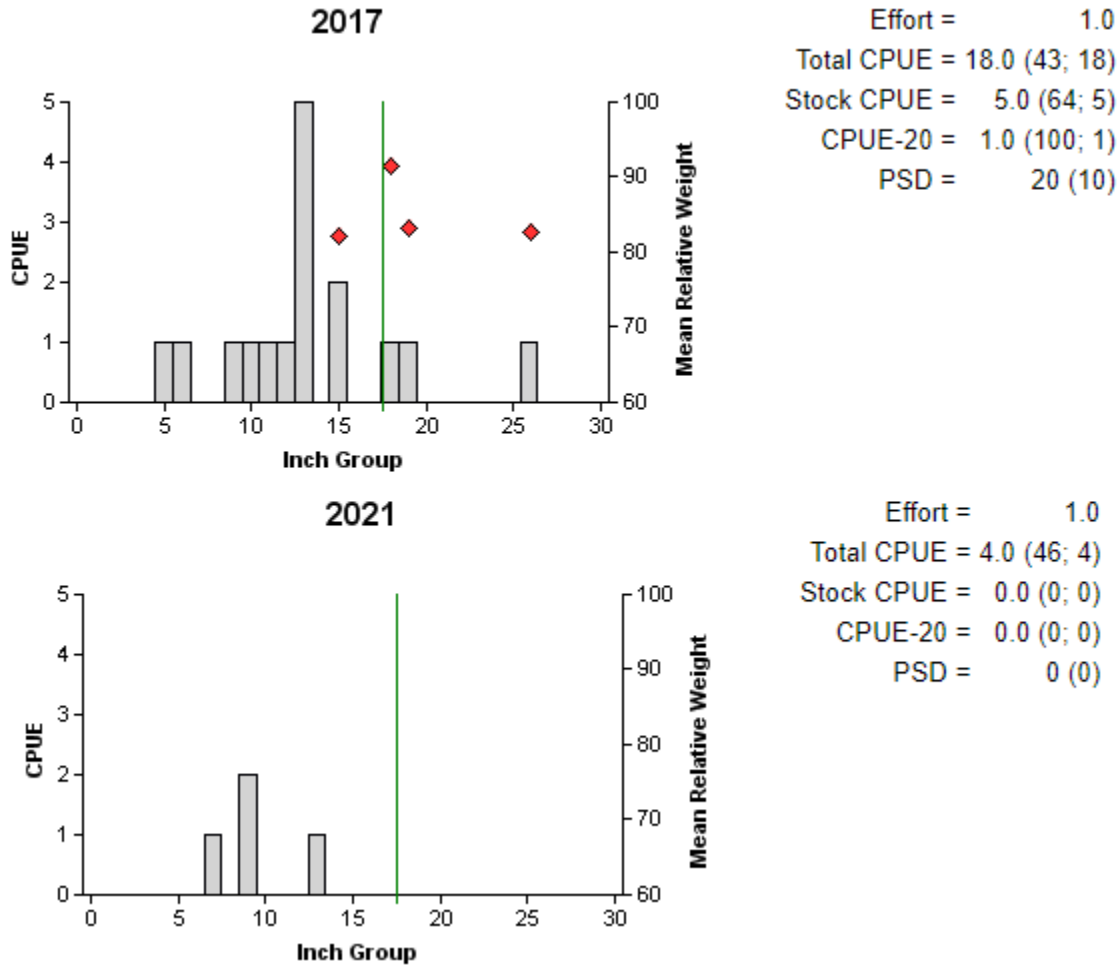 2017
Effort = 1.0
Total CPUE = 18.0 (43; 18)
Stock CPUE = 5.0 (64; 5)
CPUE-20 = 1.0 (100; 1)
PSD = 20 (10)
CPUE
5
4
3
2
1
0
100
90
80
70
60
Mean Relative Weight
0 5 10 15 20 25 30
Inch Group
2021
Effort = 1.0
Total CPUE = 4.0 (46; 4)
Stock CPUE = 0.0 (0; 0)
CPUE-20 = 0.0 (0; 0)
PSD = 0 (0)
CPUE
5
4
3
2
1
0
100
90
80
70
60
Mean Relative Weight
0 5 10 15 20 25 30
Inch Group